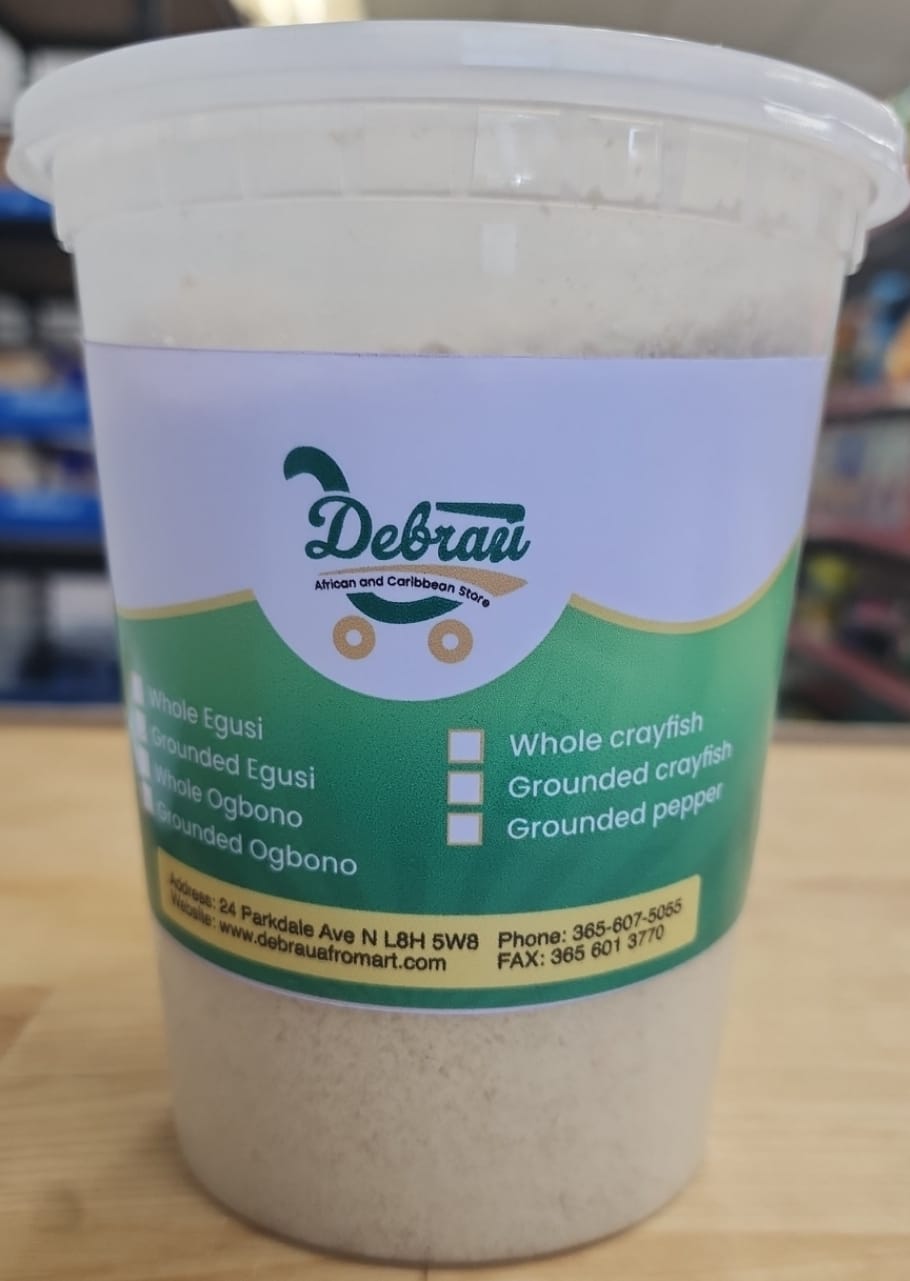 Debrau
African and Caribbean Store
Whole Egusi
Grounded Egusi
Whole Ogbono
Grounded Ogbono
Whole crayfish
Grounded crayfish
Grounded pepper
Address: 24 Parkdale Ave N L8H 5W8
Website: www.debrauafromart.com
Phone: 365-607-5055
FAX: 365 601 3770